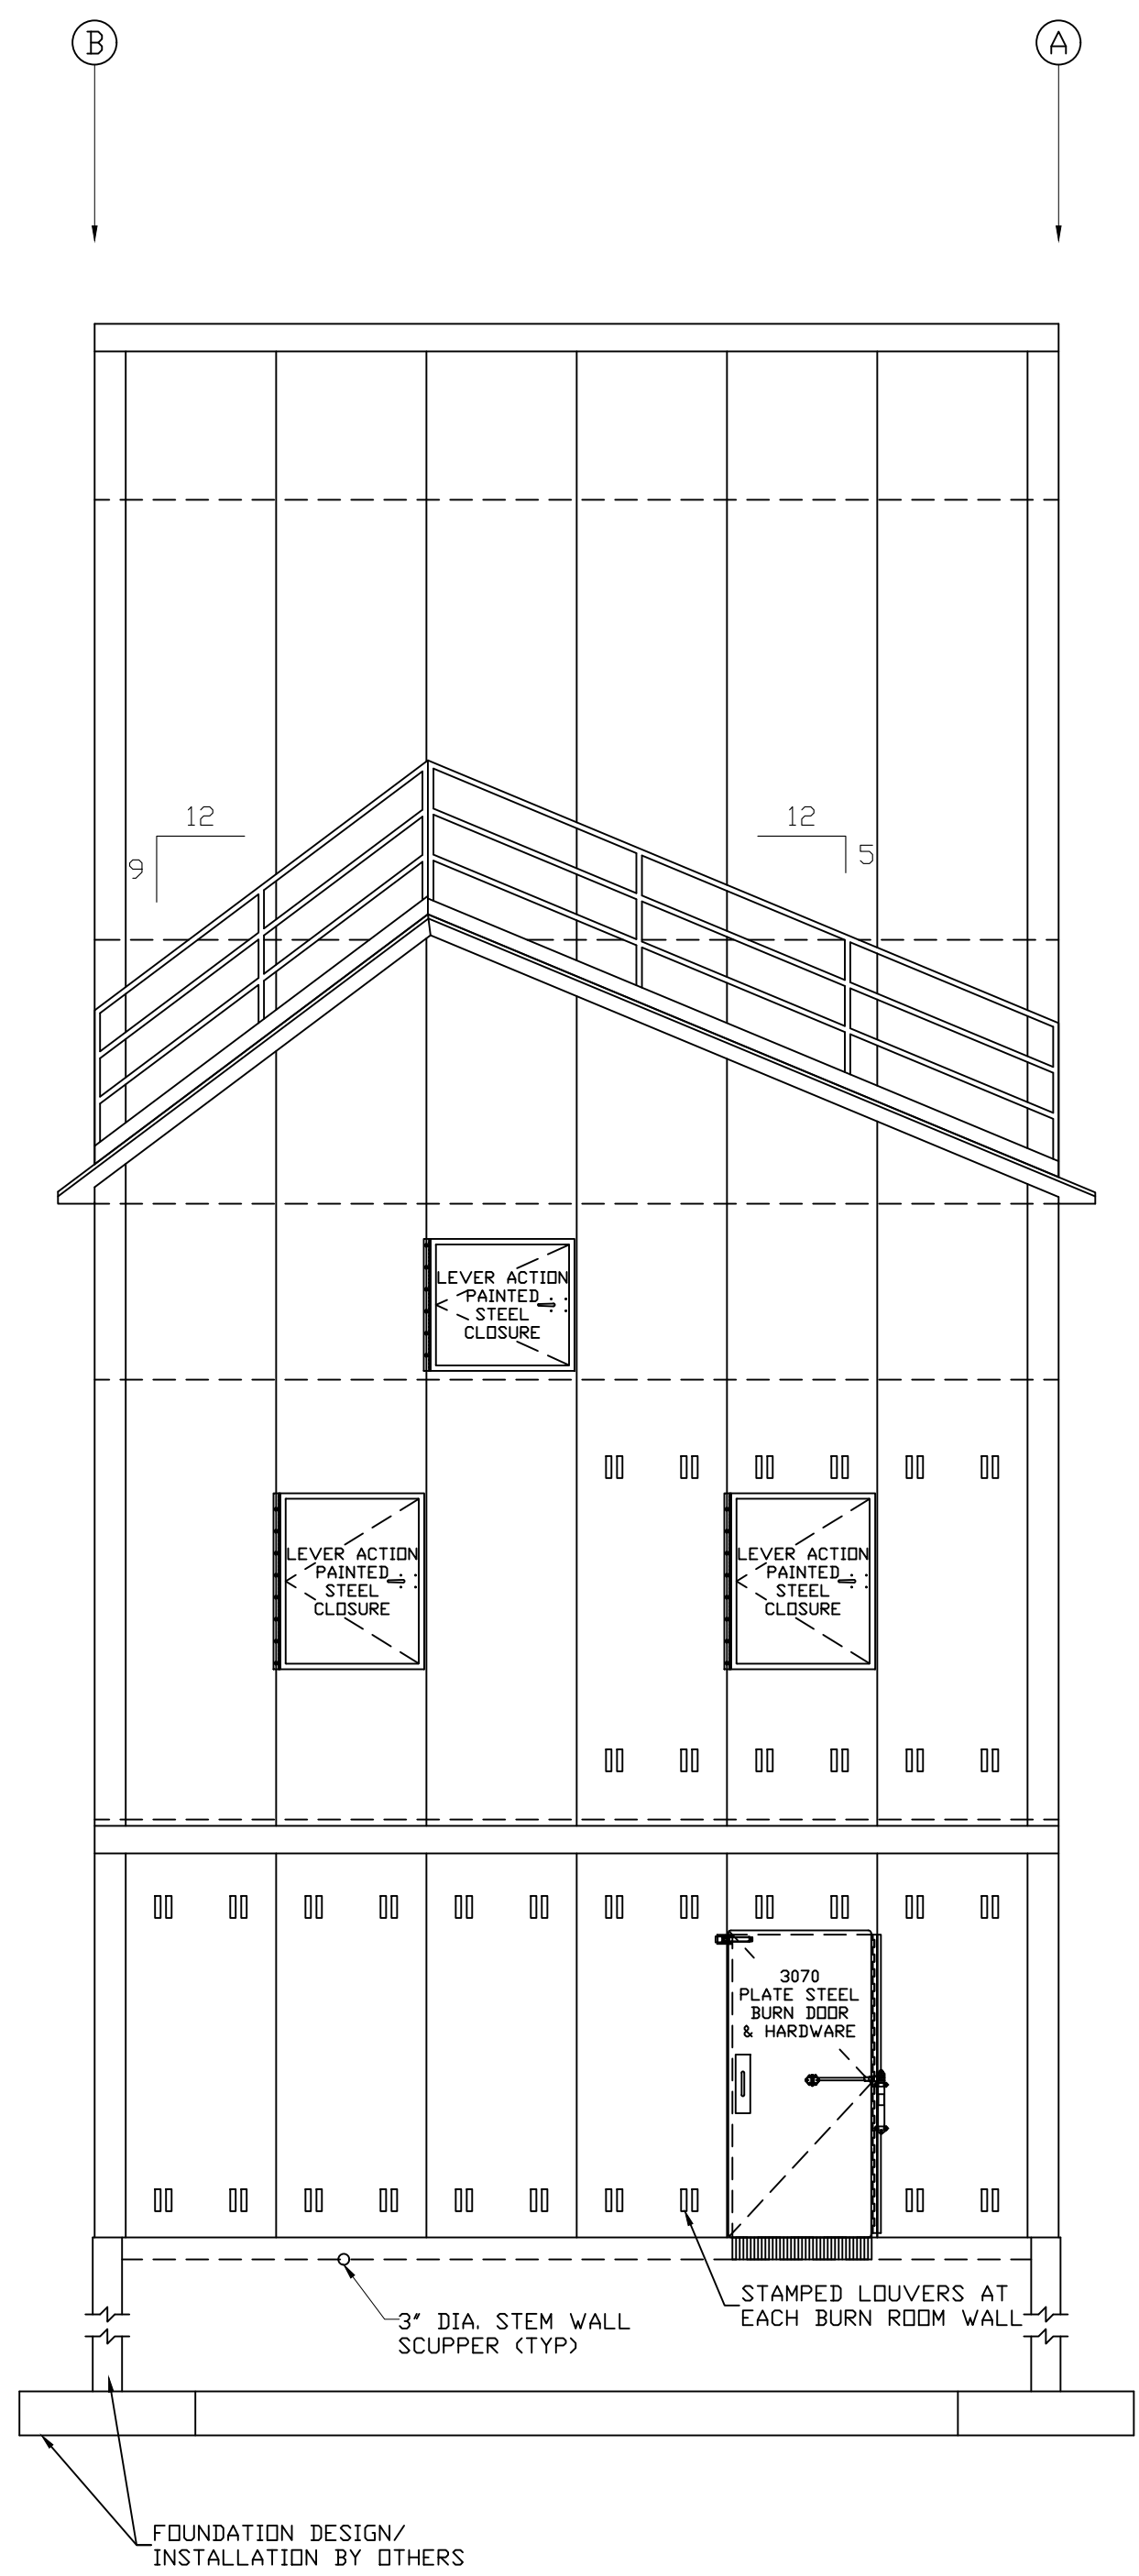 B
A
12
9
12
5
LEVER ACTION
PAINTED
STEEL
CLOSURE
LEVER ACTION
PAINTED
STEEL
CLOSURE
LEVER ACTION
PAINTED
STEEL
CLOSURE
3070
PLATE STEEL
BURN DOOR
& HARDWARE
STAMPED LOUVERS AT
EACH BURN ROOM WALL
3" DIA. STEM WALL
SCUPPER (TYP)
FOUNDATION DESIGN/
INSTALLATION BY OTHERS